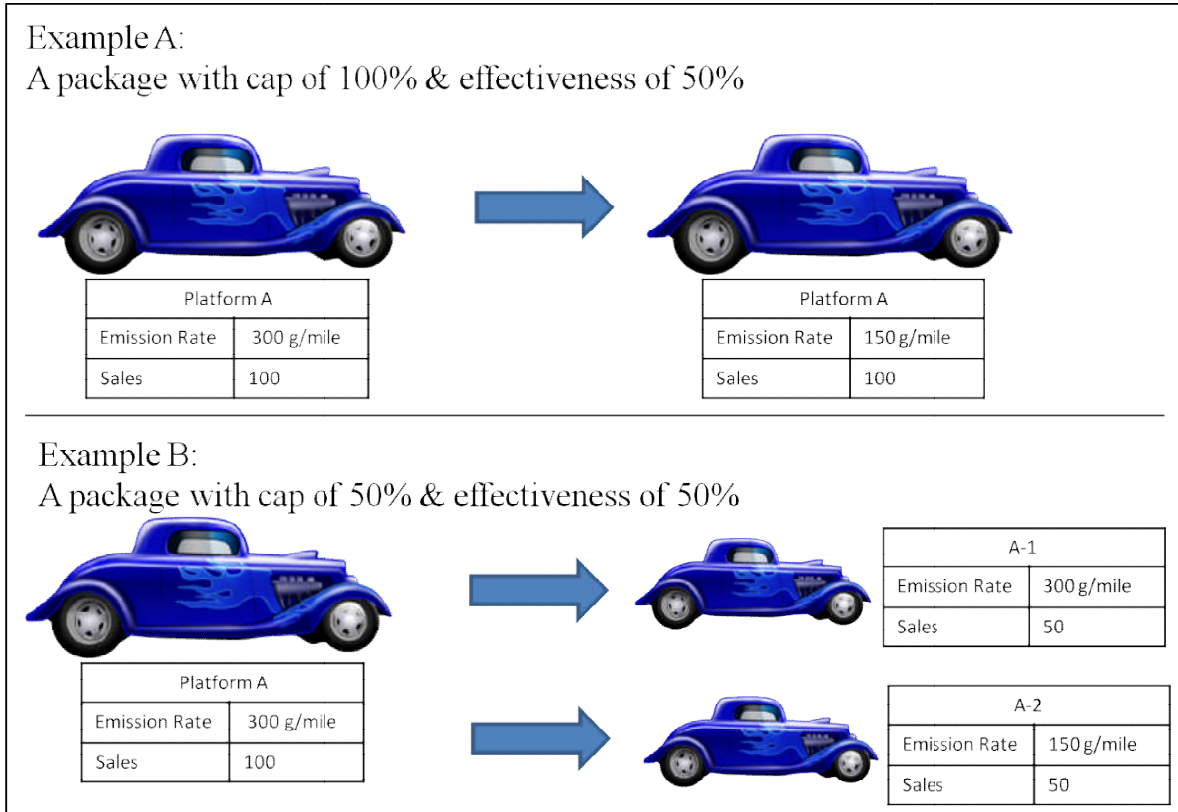 Example A:
A package with cap of 100% & effectiveness of 50%
Platform A
Emission Rate 300 g/mile
Sales 100
Platform A
Emission Rate 150 g/mile
Sales 100
Example B:
A package with cap of 50% & effectiveness of 50%
Platform A
Emission Rate 300 g/mile
Sales 100
A-1
Emission Rate 300 g/mile
Sales 50
A-2
Emission Rate 150 g/mile
Sales 50